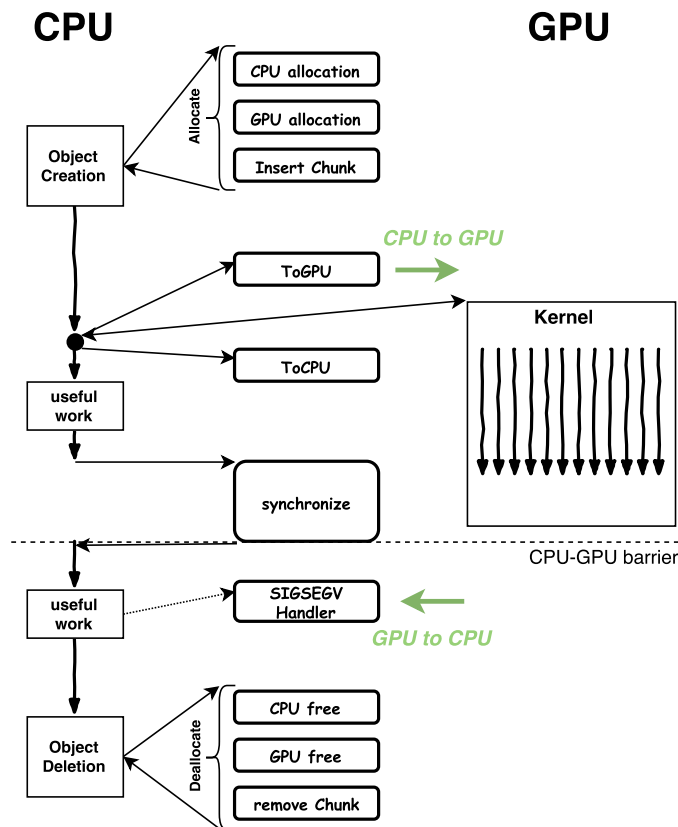 CPU
GPU
CPU allocation
Allocate
GPU allocation
Object
Creation
Insert Chunk
CPU to GPU
ToGPU
Kernel
ToCPU
useful
work
synchronize
CPU-GPU barrier
useful
work
SIGSEGV
Handler
GPU to CPU
CPU free
Object
Deletion
Deallocate
GPU free
remove Chunk